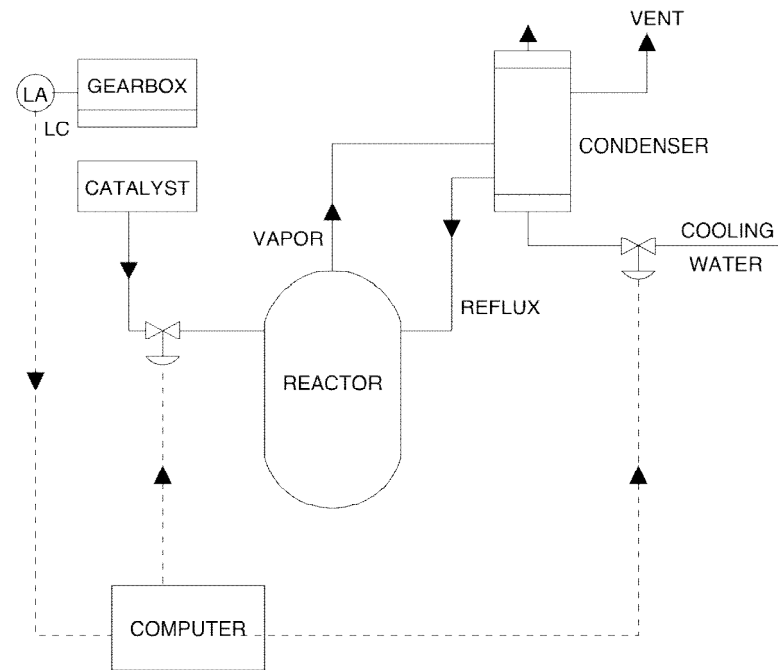 VENT
GEARBOX
LA
LC
CONDENSER
CATALYST
VAPOR
COOLING
WATER
REFLUX
REACTOR
COMPUTER